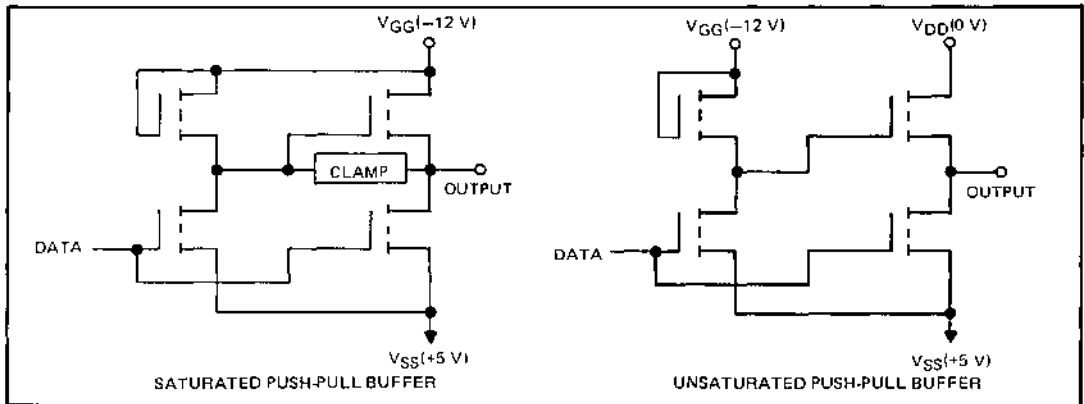 VGG(−12 V)
CLAMP
OUTPUT
DATA
VSS(+5 V)
SATURATED PUSH-PULL BUFFER
VGG(−12 V)
VDD(0 V)
OUTPUT
DATA
VSS(+5 V)
UNSATURATED PUSH-PULL BUFFER